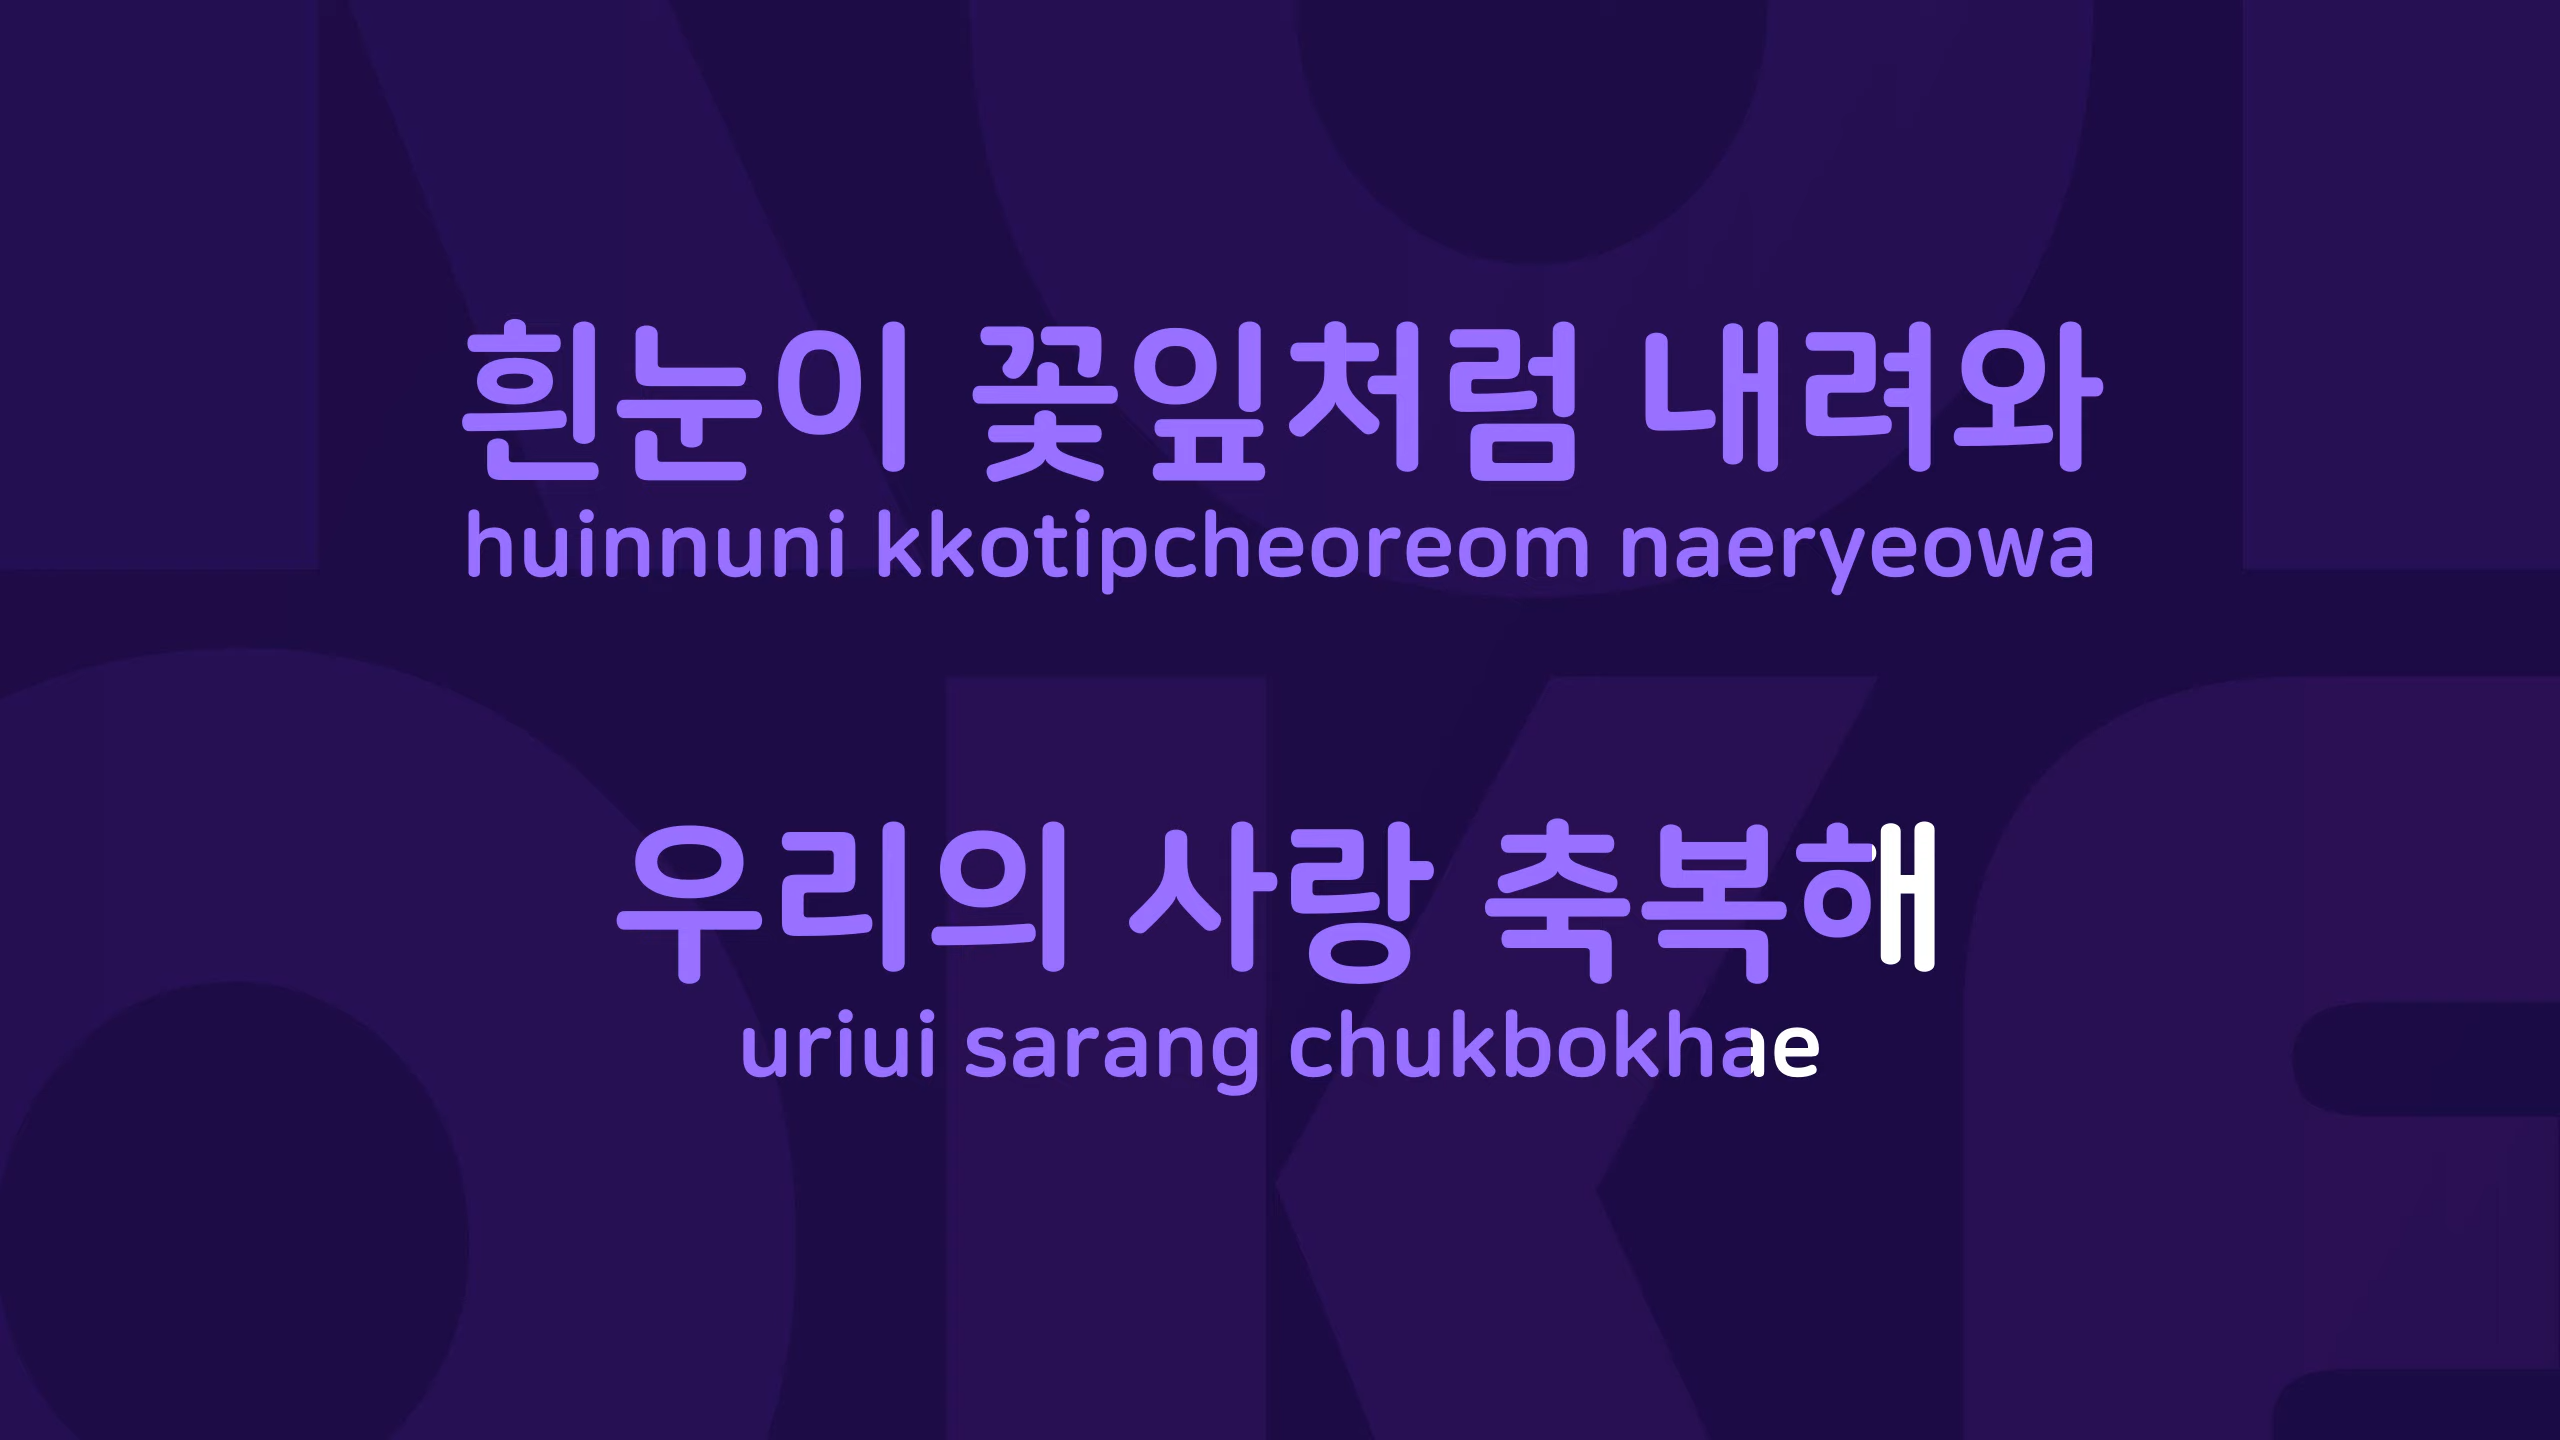 흰눈이 꽃잎처럼 내려와
huinnuni kkotipcheoreom naeryeowa
우리의 사랑 축복해
uriui sarang chukbokhae